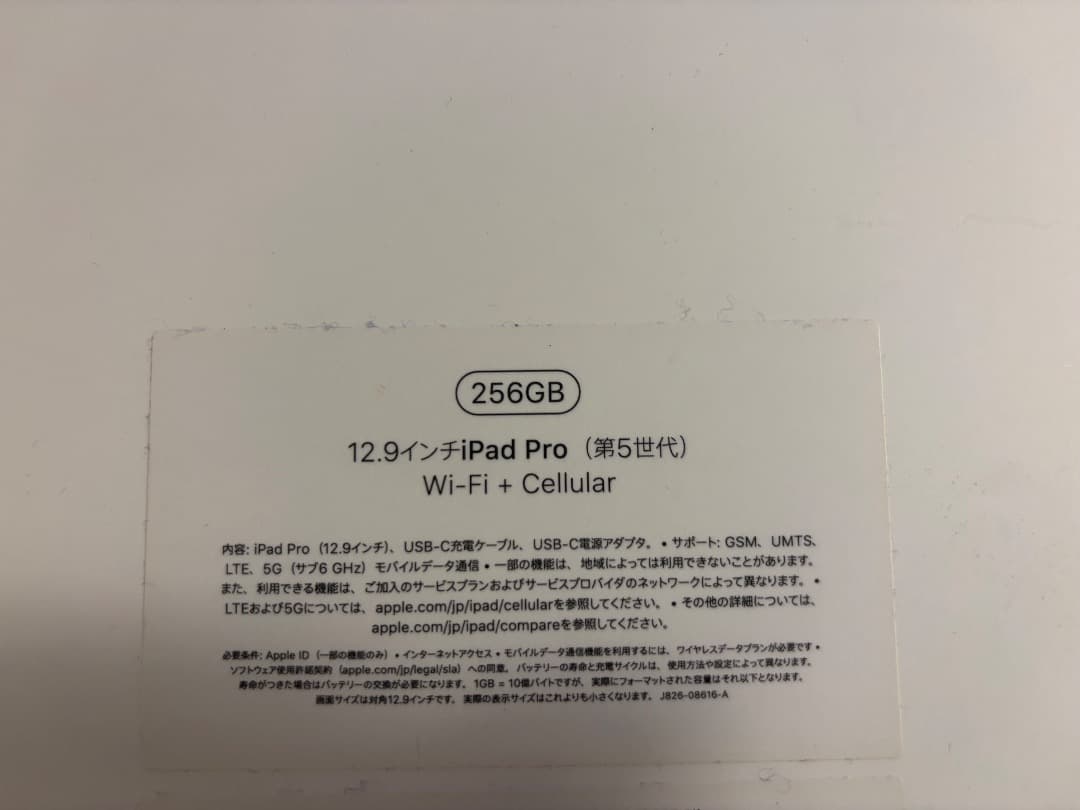 256GB
12.9インチiPad Pro（第5世代）
Wi-Fi + Cellular
内容: iPad Pro（12.9インチ）、USB-C充電ケーブル、USB-C電源アダプタ。• サポート: GSM、UMTS、
LTE、5G（サブ6 GHz）モバイルデータ通信 • 一部の機能は、地域によっては利用できないことがあります。
また、利用できる機能は、ご加入のサービスプランおよびサービスプロバイダのネットワークによって異なります。•
LTEおよび5Gについては、apple.com/jp/ipad/cellularを参照してください。• その他の詳細については、
apple.com/jp/ipad/compareを参照してください。
必要条件: Apple ID（一部の機能のみ）• インターネットアクセス • モバイルデータ通信機能を利用するには、ワイヤレスデータプランが必要です •
ソフトウェア使用許諾契約（apple.com/jp/legal/sla）への同意。バッテリーの寿命と充電サイクルは、使用方法や設定によって異なります。
寿命がつきた場合はバッテリーの交換が必要になります。1GB = 10億バイトですが、実際にフォーマットされた容量はそれ以下となります。
画面サイズは対角12.9インチです。実際の表示サイズはこれよりも小さくなります。J826-08616-A